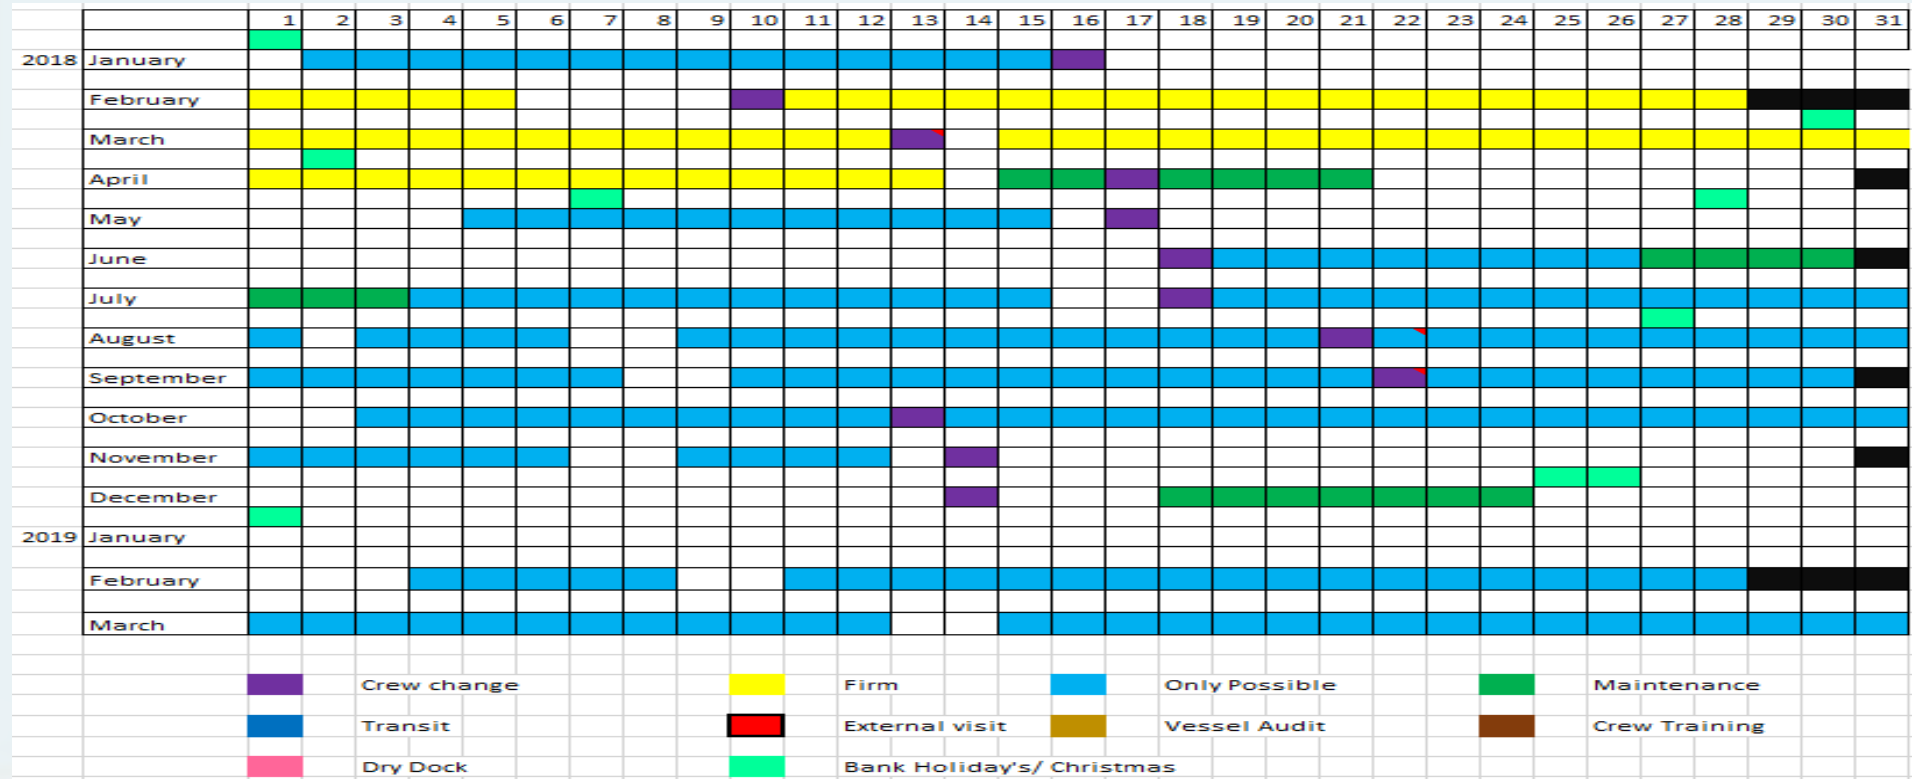 1 2 3 4 5 6 7 8 9 10 11 12 13 14 15 16 17 18 19 20 21 22 23 24 25 26 27 28 29 30 31
2018 January
February
March
April
May
June
July
August
September
October
November
December
2019 January
February
March
Crew change Firm Only Possible Maintenance
Transit External visit Vessel Audit Crew Training
Dry Dock Bank Holiday's/ Christmas